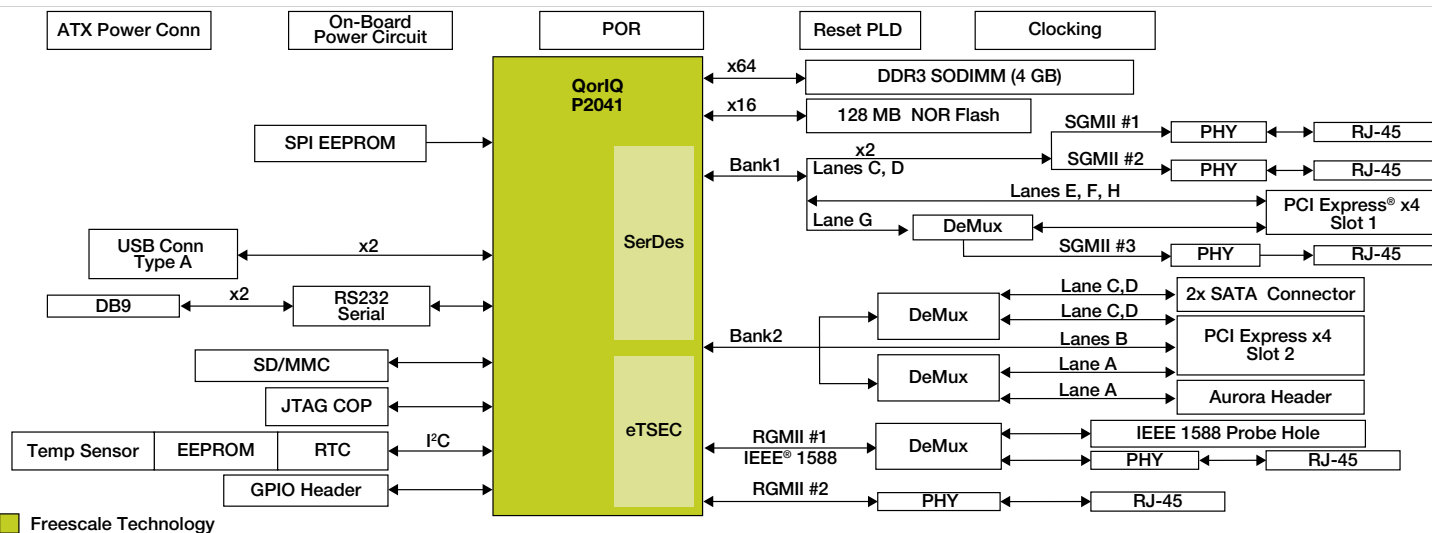 ATX Power Conn
On-Board
Power Circuit
POR
Reset PLD
Clocking
QorIQ
P2041
SerDes
eTSEC
SPI EEPROM
USB Conn
Type A
x2
DB9
x2
RS232
Serial
SD/MMC
JTAG COP
Temp Sensor
EEPROM
RTC
I²C
GPIO Header
x64
DDR3 SODIMM (4 GB)
x16
128 MB NOR Flash
Bank1
x2
Lanes C, D
SGMII #1
PHY
RJ-45
SGMII #2
PHY
RJ-45
Lanes E, F, H
PCI Express® x4
Slot 1
Lane G
DeMux
SGMII #3
PHY
RJ-45
Bank2
DeMux
Lane C,D
2x SATA Connector
Lane C,D
Lanes B
PCI Express x4
Slot 2
DeMux
Lane A
Lane A
Aurora Header
RGMII #1
IEEE® 1588
DeMux
IEEE 1588 Probe Hole
PHY
RJ-45
RGMII #2
PHY
RJ-45
Freescale Technology